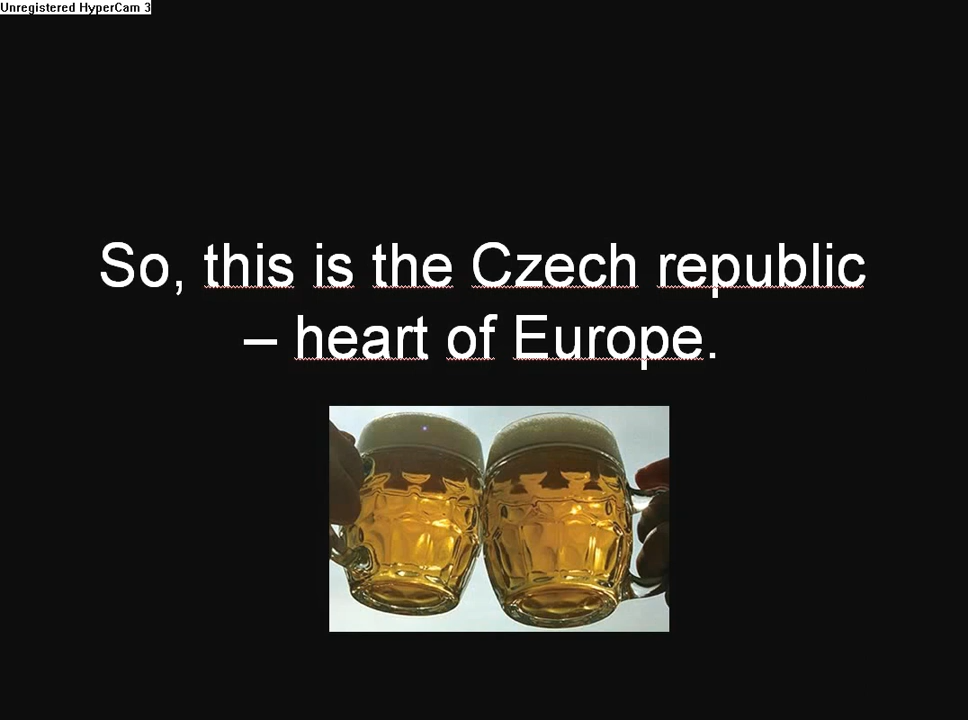 Unregistered HyperCam 3
So, this is the Czech republic
– heart of Europe.